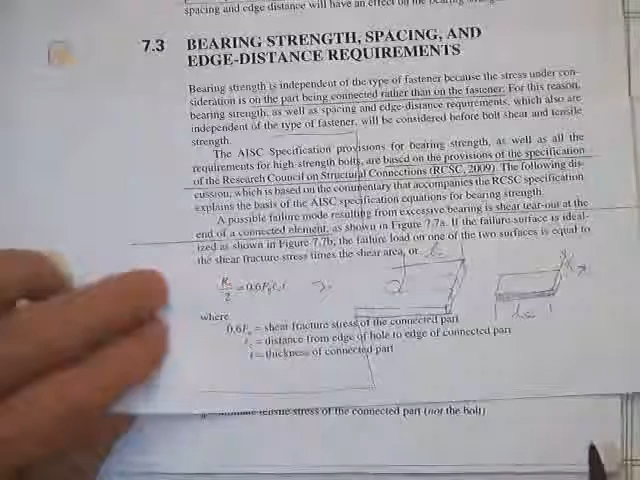 spacing and edge distance will have an effect on the bearing
7.3 BEARING STRENGTH, SPACING, AND
EDGE-DISTANCE REQUIREMENTS
Bearing strength is independent of the type of fastener because the stress under con-
sideration is on the part being connected rather than on the fastener. For this reason,
bearing strength, as well as spacing and edge-distance requirements, which also are
independent of the type of fastener, will be considered before bolt shear and tensile
strength.
The AISC Specification provisions for bearing strength, as well as all the
requirements for high-strength bolts, are based on the provisions of the specification
of the Research Council on Structural Connections (RCSC, 2009). The following dis-
cussion, which is based on the commentary that accompanies the RCSC specification
explains the basis of the AISC specification equations for bearing strength.
A possible failure mode resulting from excessive bearing is shear tear-out at the
end of a connected element, as shown in Figure 7.7a. If the failure surface is ideal-
ized as shown in Figure 7.7b, the failure load on one of the two surfaces is equal to
the shear fracture stress times the shear area, or
where
= shear fracture stress of the connected part
= distance from edge of hole to edge of connected part
t = thickness of connected part
tensile stress of the connected part (not the bolt)